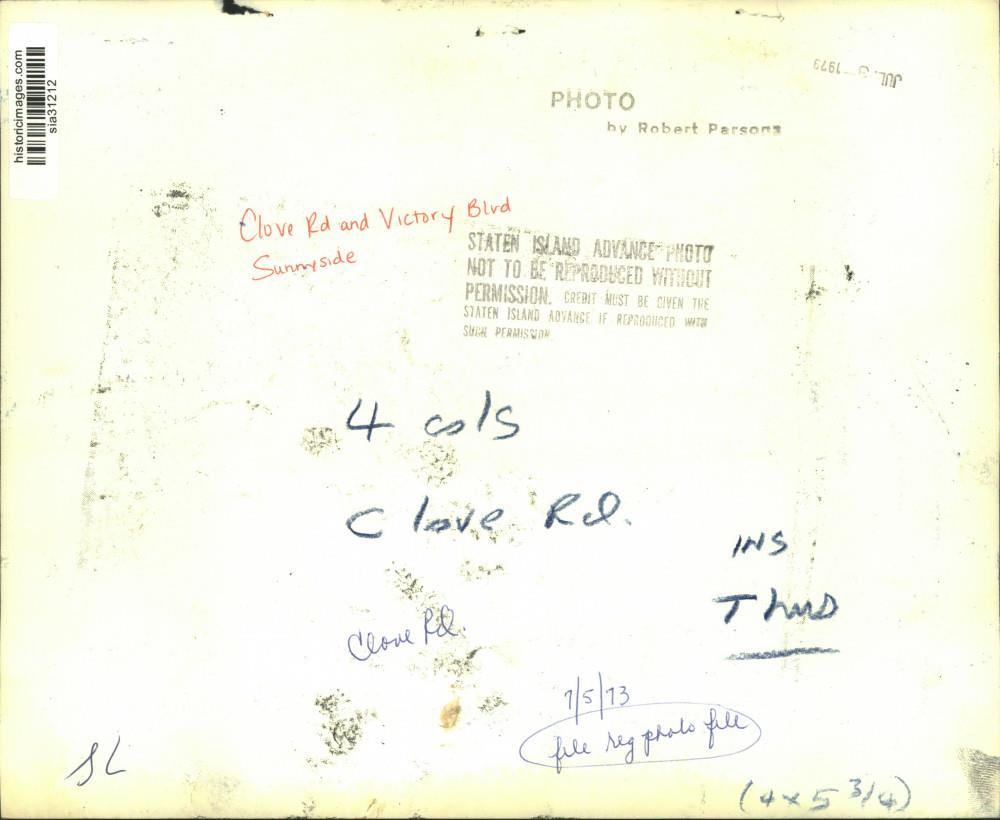 historicimages.com
sia31212
JUL 3-1973
PHOTO
by Robert Parsons
Clove Rd and Victory Blvd
Sunnyside
STATEN ISLAND ADVANCE PHOTO
NOT TO BE REPRODUCED WITHOUT
PERMISSION. CREDIT MUST BE GIVEN THE
STATEN ISLAND ADVANCE IF REPRODUCED WITH
SUCH PERMISSION
4 cols
Clove Rd.
INS
Thurs
Clove Rd.
7/5/73
file reg photo file
SL
(4 x 5 3/4)